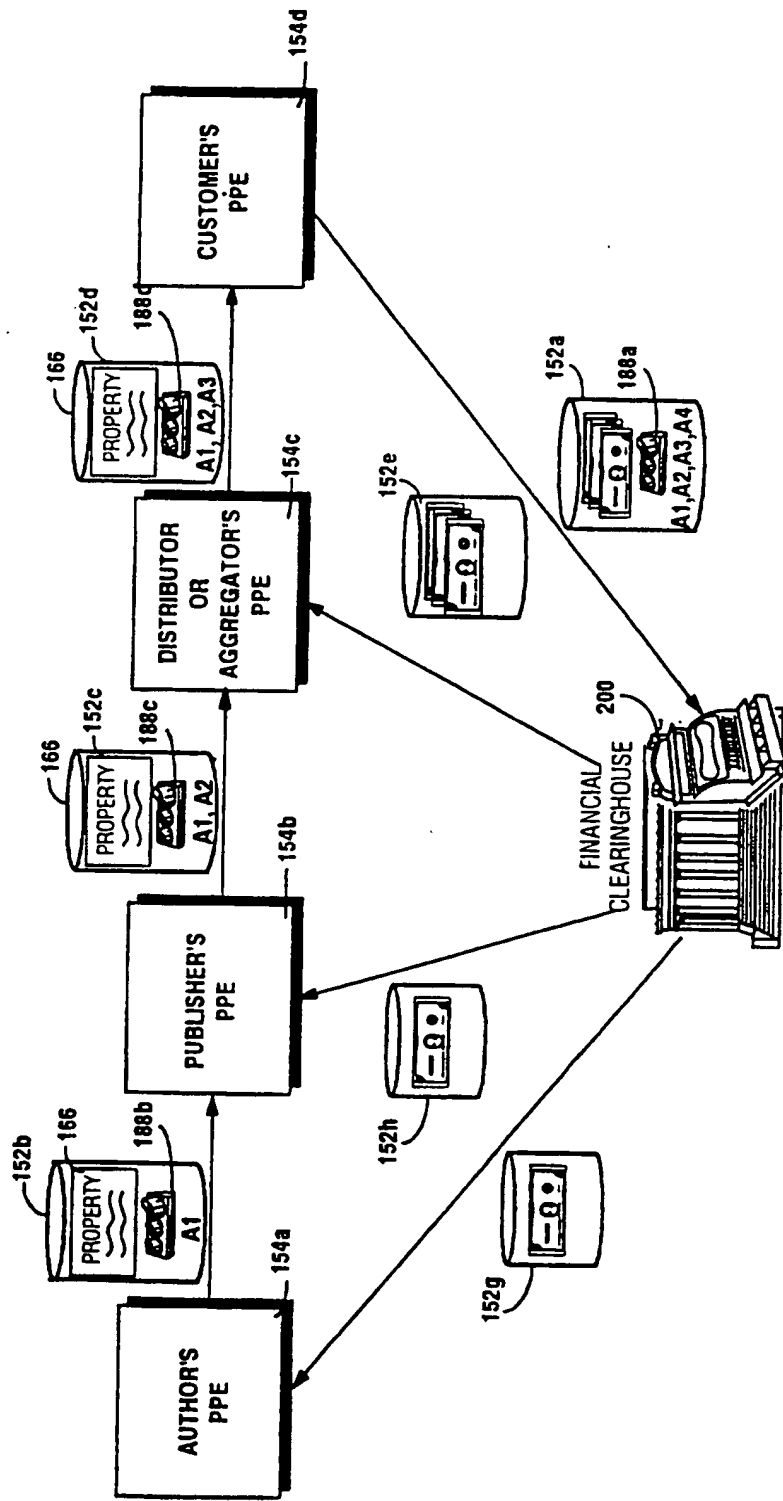 152b
166
PROPERTY
188b
A1
AUTHOR'S
PPE
154a
166
PROPERTY
152c
188c
A1, A2
PUBLISHER'S
PPE
154b
166
PROPERTY
152d
188d
A1, A2, A3
DISTRIBUTOR
OR
AGGREGATOR'S
PPE
154c
CUSTOMER'S
PPE
154d
152g
152h
152e
152a
188a
A1,A2,A3,A4
FINANCIAL
CLEARINGHOUSE
200